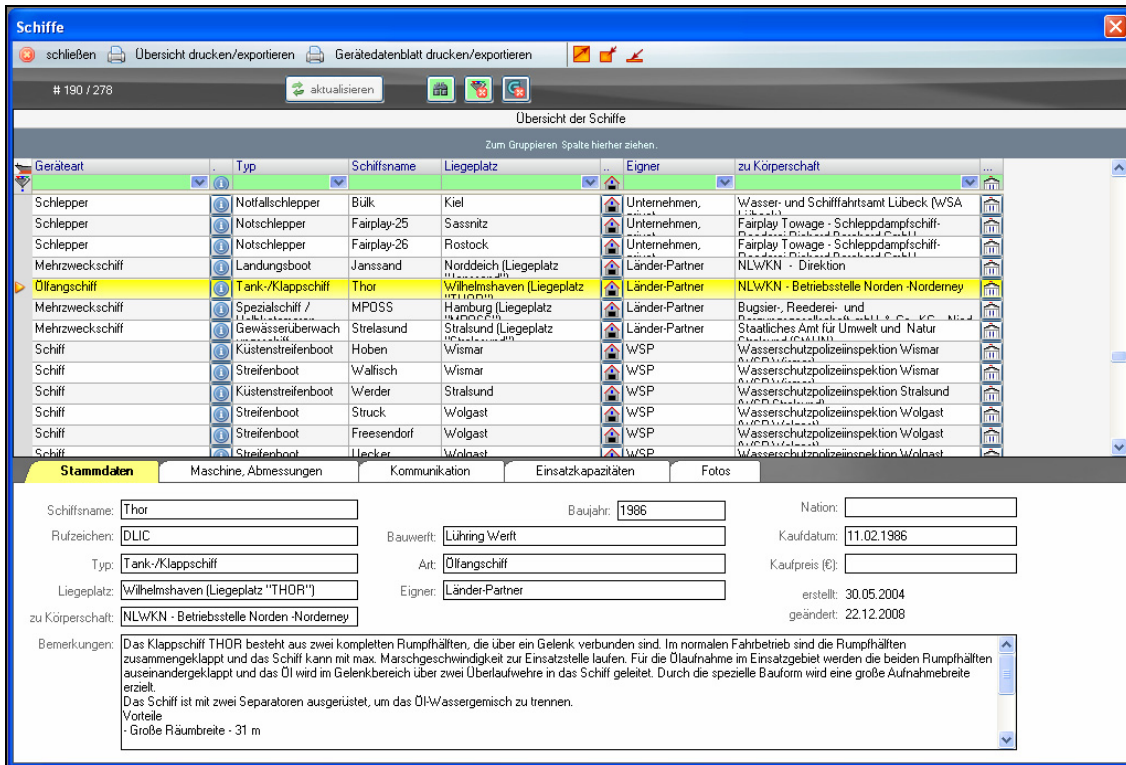 Schiffe
schließen Übersicht drucken/exportieren Gerätedatenblatt drucken/exportieren
# 190 / 278 aktualisieren
Übersicht der Schiffe
Zum Gruppieren Spalte hierher ziehen.
Geräteart . Typ Schiffsname Liegeplatz .. Eigner zu Körperschaft ...
Schlepper Notfallschlepper Bülk Kiel Unternehmen, Wasser- und Schifffahrtsamt Lübeck (WSA
Schlepper Notschlepper Fairplay-25 Sassnitz Unternehmen, Fairplay Towage - Schleppdampfschiff-
Schlepper Notschlepper Fairplay-26 Rostock Unternehmen, Fairplay Towage - Schleppdampfschiff-
Mehrzweckschiff Landungsboot Janssand Norddeich (Liegeplatz Länder-Partner NLWKN - Direktion
Ölfangschiff Tank-/Klappschiff Thor Wilhelmshaven (Liegeplatz Länder-Partner NLWKN - Betriebsstelle Norden -Norderney
Mehrzweckschiff Spezialschiff / MPOSS Hamburg (Liegeplatz Länder-Partner Bugsier-, Reederei- und
Mehrzweckschiff Gewässerüberwach Strelasund Stralsund (Liegeplatz Länder-Partner Staatliches Amt für Umwelt und Natur
Schiff Küstenstreifenboot Hoben Wismar WSP Wasserschutzpolizeiinspektion Wismar
Schiff Streifenboot Walfisch Wismar WSP Wasserschutzpolizeiinspektion Wismar
Schiff Küstenstreifenboot Werder Stralsund WSP Wasserschutzpolizeiinspektion Stralsund
Schiff Streifenboot Struck Wolgast WSP Wasserschutzpolizeiinspektion Wolgast
Schiff Streifenboot Freesendorf Wolgast WSP Wasserschutzpolizeiinspektion Wolgast
Schiff Streifenboot Uecker Wolgast WSP Wasserschutzpolizeiinspektion Wolgast
Stammdaten Maschine, Abmessungen Kommunikation Einsatzkapazitäten Fotos
Schiffsname: Thor Baujahr: 1986 Nation:
Rufzeichen: DLIC Bauwerft: Lühring Werft Kaufdatum: 11.02.1986
Typ: Tank-/Klappschiff Art: Ölfangschiff Kaufpreis (€):
Liegeplatz: Wilhelmshaven (Liegeplatz "THOR") Eigner: Länder-Partner erstellt: 30.05.2004
zu Körperschaft: NLWKN - Betriebsstelle Norden -Norderney geändert: 22.12.2008
Bemerkungen: Das Klappschiff THOR besteht aus zwei kompletten Rumpfhälften, die über ein Gelenk verbunden sind. Im normalen Fahrbetrieb sind die Rumpfhälften
zusammengeklappt und das Schiff kann mit max. Marschgeschwindigkeit zur Einsatzstelle laufen. Für die Ölaufnahme im Einsatzgebiet werden die beiden Rumpfhälften
auseinandergeklappt und das Öl wird im Gelenkbereich über zwei Überlaufwehre in das Schiff geleitet. Durch die spezielle Bauform wird eine große Aufnahmebreite
erzielt.
Das Schiff ist mit zwei Separatoren ausgerüstet, um das Öl-Wassergemisch zu trennen.
Vorteile
- Große Räumbreite - 31 m